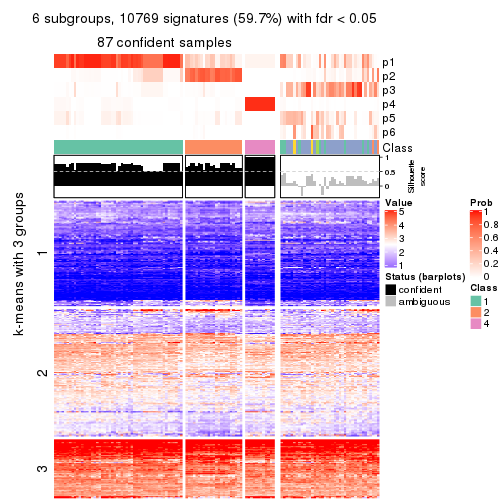 6 subgroups, 10769 signatures (59.7%) with fdr < 0.05
87 confident samples
p1
p2
p3
p4
p5
p6
Class
1
0.5
0
Silhouette
score
k-means with 3 groups
1
2
3
Value
5
4
3
2
1
Prob
1
0.8
0.6
0.4
0.2
0
Status (barplots)
confident
ambiguous
Class
1
2
4